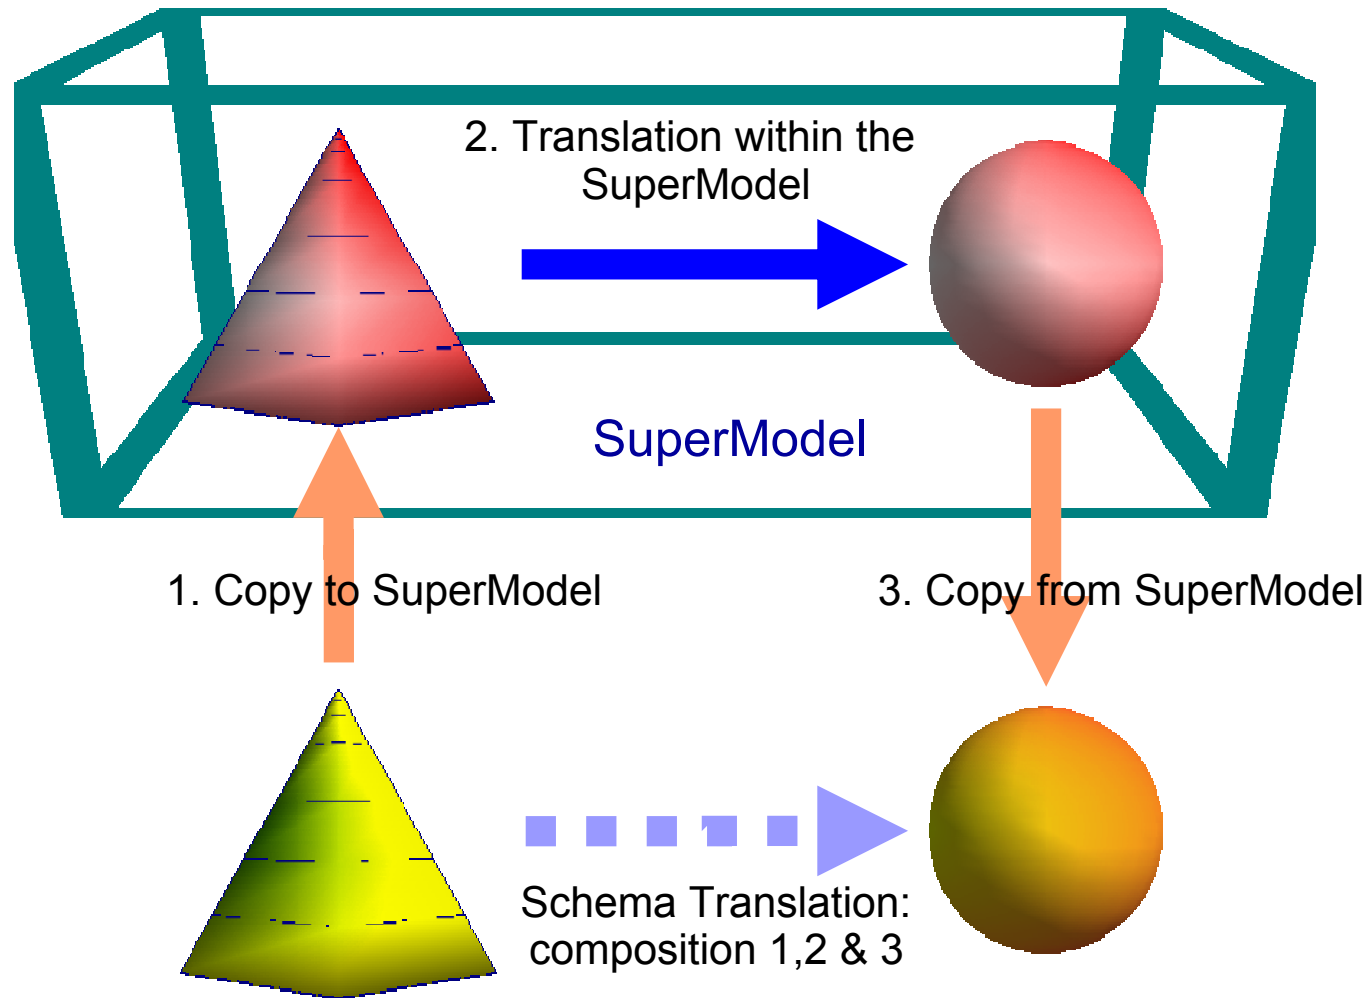 2. Translation within the
SuperModel
SuperModel
1. Copy to SuperModel
3. Copy from SuperModel
Schema Translation:
composition 1,2 & 3